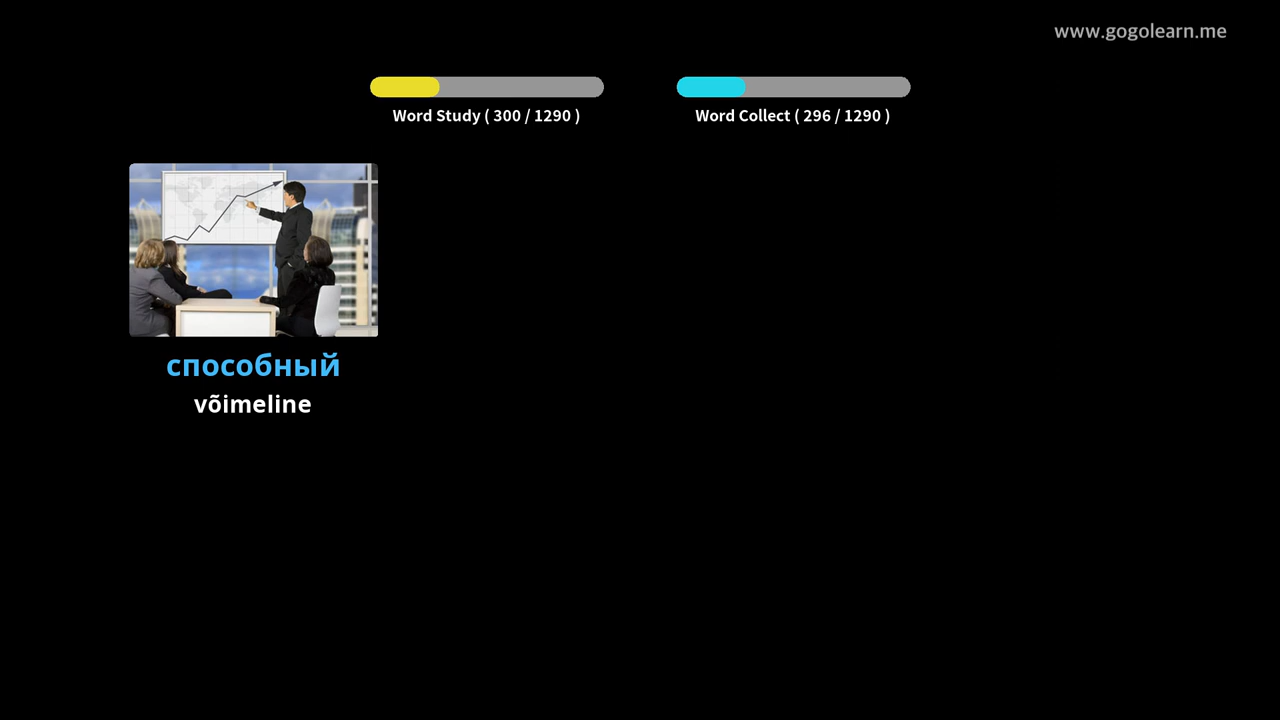 www.gogolearn.me
Word Study ( 300 / 1290 )
Word Collect ( 296 / 1290 )
способный
võimeline